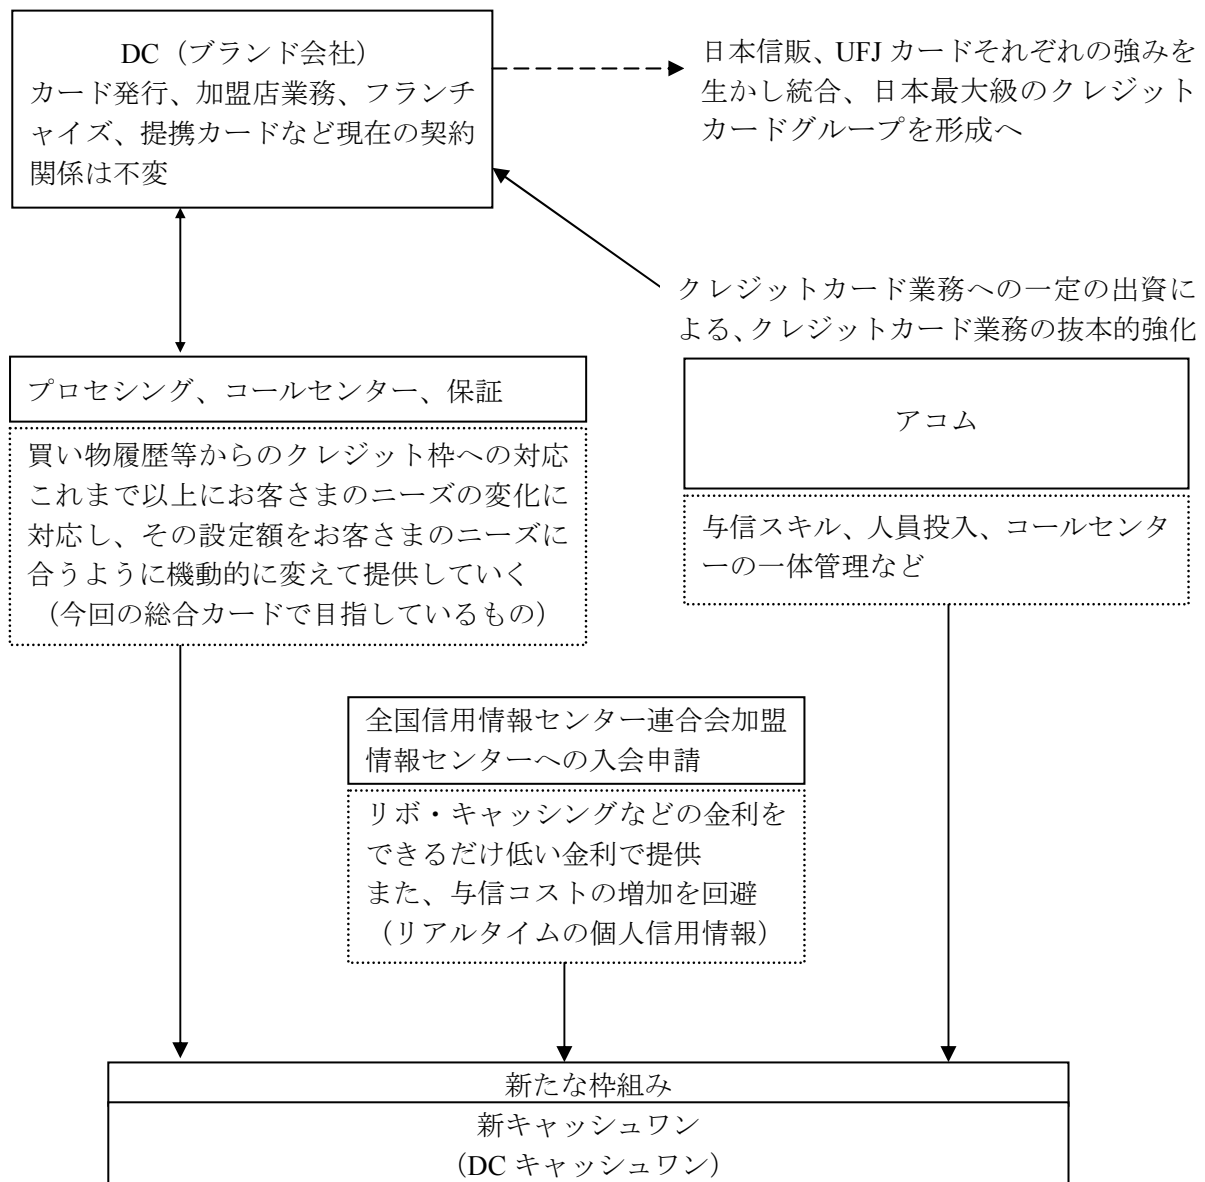 DC（ブランド会社）
カード発行、加盟店業務、フランチ
ャイズ、提携カードなど現在の契約
関係は不変
日本信販、UFJ カードそれぞれの強みを
生かし統合、日本最大級のクレジット
カードグループを形成へ
クレジットカード業務への一定の出資に
よる、クレジットカード業務の抜本的強化
プロセシング、コールセンター、保証
買い物履歴等からのクレジット枠への対応
これまで以上にお客さまのニーズの変化に
対応し、その設定額をお客さまのニーズに
合うように機動的に変えて提供していく
（今回の総合カードで目指しているもの）
アコム
与信スキル、人員投入、コールセンタ
ーの一体管理など
全国信用情報センター連合会加盟
情報センターへの入会申請
リボ・キャッシングなどの金利を
できるだけ低い金利で提供
また、与信コストの増加を回避
（リアルタイムの個人信用情報）
新たな枠組み
新キャッシュワン
（DC キャッシュワン）